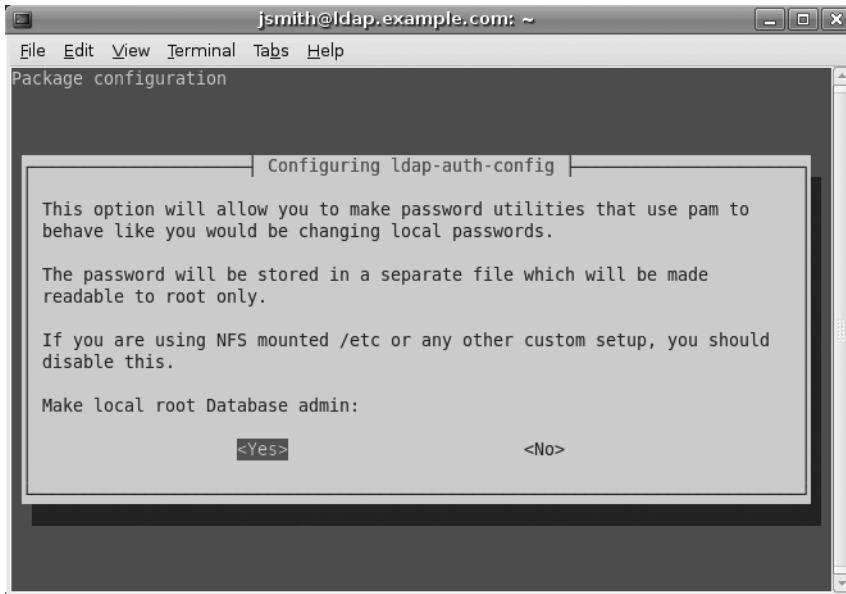 jsmith@ldap.example.com: ~
File Edit View Terminal Tabs Help
Package configuration
Configuring ldap-auth-config
This option will allow you to make password utilities that use pam to
behave like you would be changing local passwords.
The password will be stored in a separate file which will be made
readable to root only.
If you are using NFS mounted /etc or any other custom setup, you should
disable this.
Make local root Database admin:
<Yes> <No>